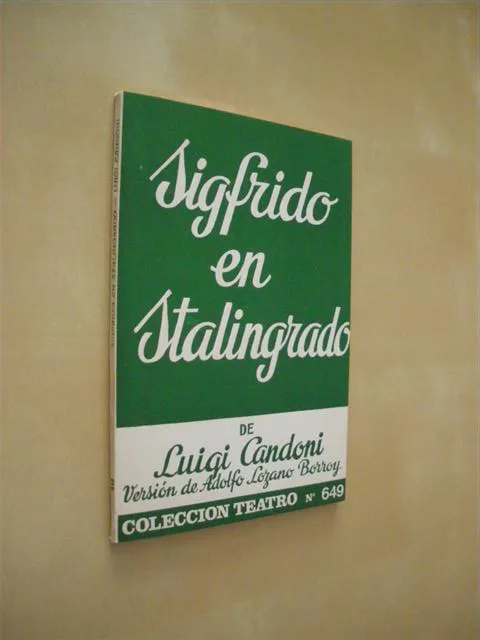 Sigfrido
en
Stalingrado
DE
Luigi Candoni
Versión de Adolfo Lozano Borroy
COLECCION TEATRO Nº 649